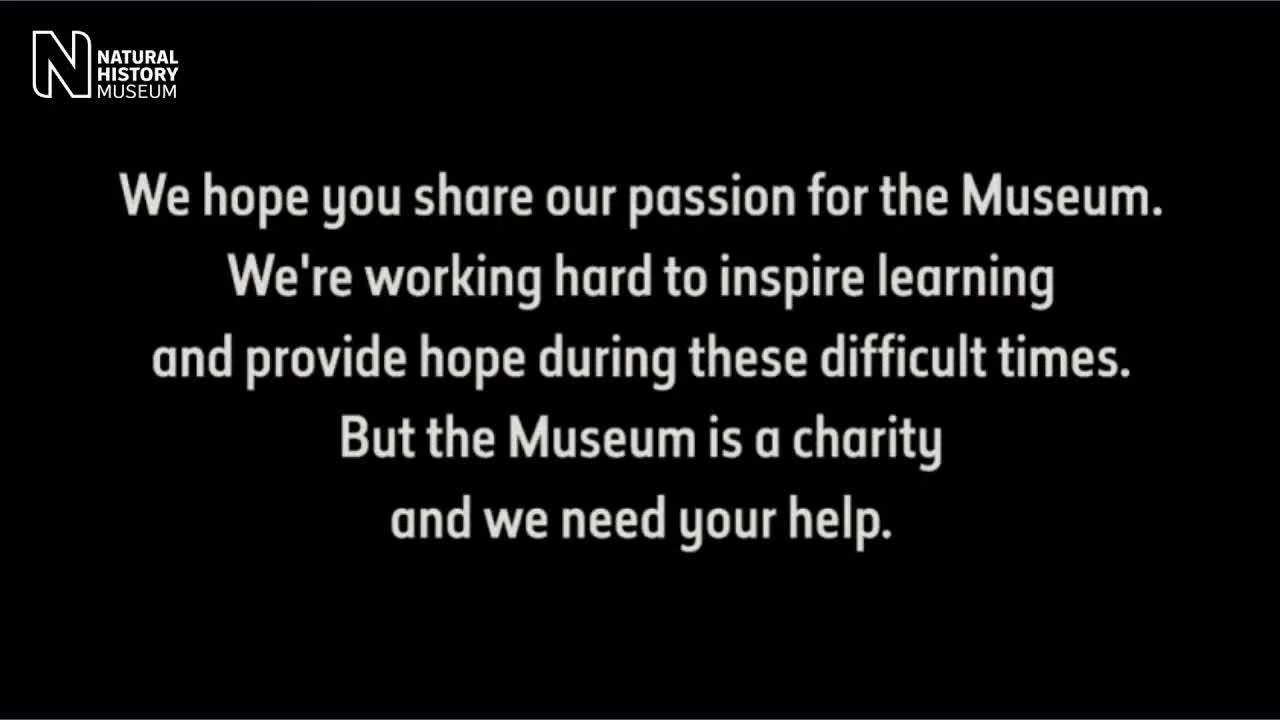 NATURAL
HISTORY
MUSEUM
We hope you share our passion for the Museum.
We're working hard to inspire learning
and provide hope during these difficult times.
But the Museum is a charity
and we need your help.